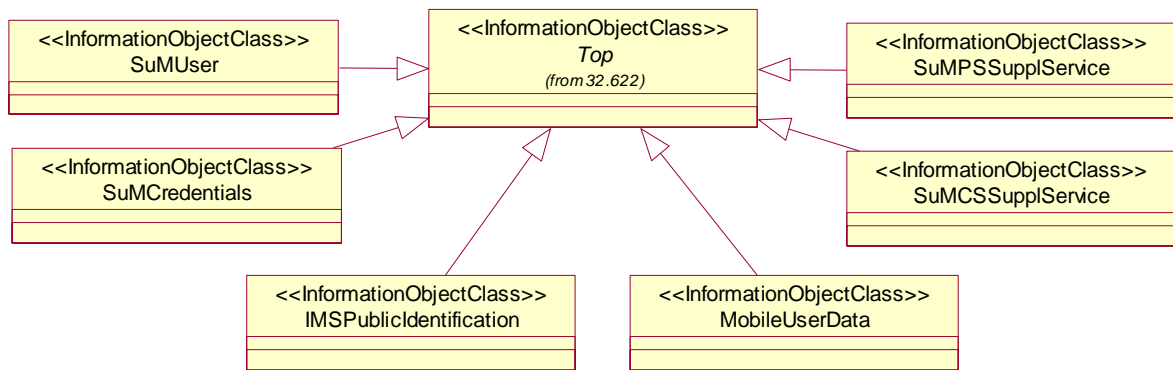 <<InformationObjectClass>>
SuMUser
<<InformationObjectClass>>
Top
(from 32.622)
<<InformationObjectClass>>
SuMPSSupplService
<<InformationObjectClass>>
SuMCredentials
<<InformationObjectClass>>
SuMCSSupplService
<<InformationObjectClass>>
IMSPublicIdentification
<<InformationObjectClass>>
MobileUserData